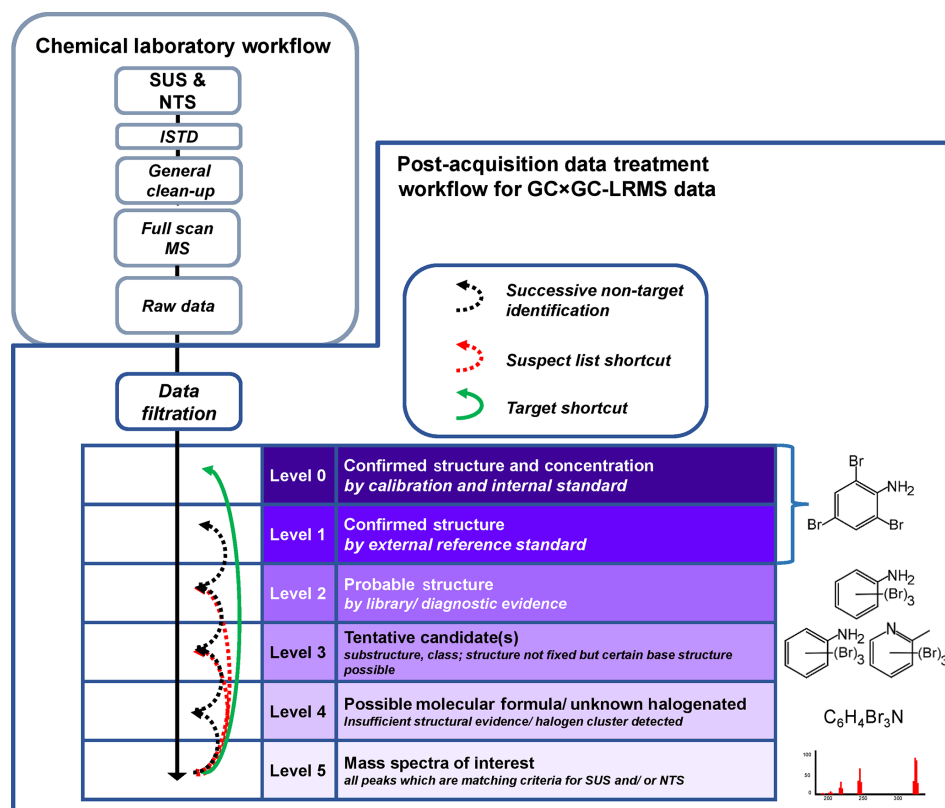 Chemical laboratory workflow
SUS &
NTS
ISTD
General
clean-up
Full scan
MS
Raw data
Post-acquisition data treatment
workflow for GC×GC-LRMS data
Successive non-target
identification
Suspect list shortcut
Target shortcut
Data
filtration
Level 0
Confirmed structure and concentration
by calibration and internal standard
Level 1
Confirmed structure
by external reference standard
Level 2
Probable structure
by library/ diagnostic evidence
Level 3
Tentative candidate(s)
substructure, class; structure not fixed but certain base structure
possible
Level 4
Possible molecular formula/ unknown halogenated
Insufficient structural evidence/ halogen cluster detected
Level 5
Mass spectra of interest
all peaks which are matching criteria for SUS and/ or NTS
Br
NH2
Br
Br
NH2
(Br)3
NH2
(Br)3
N
(Br)3
C6H4Br3N
100
50
0
200
250
300